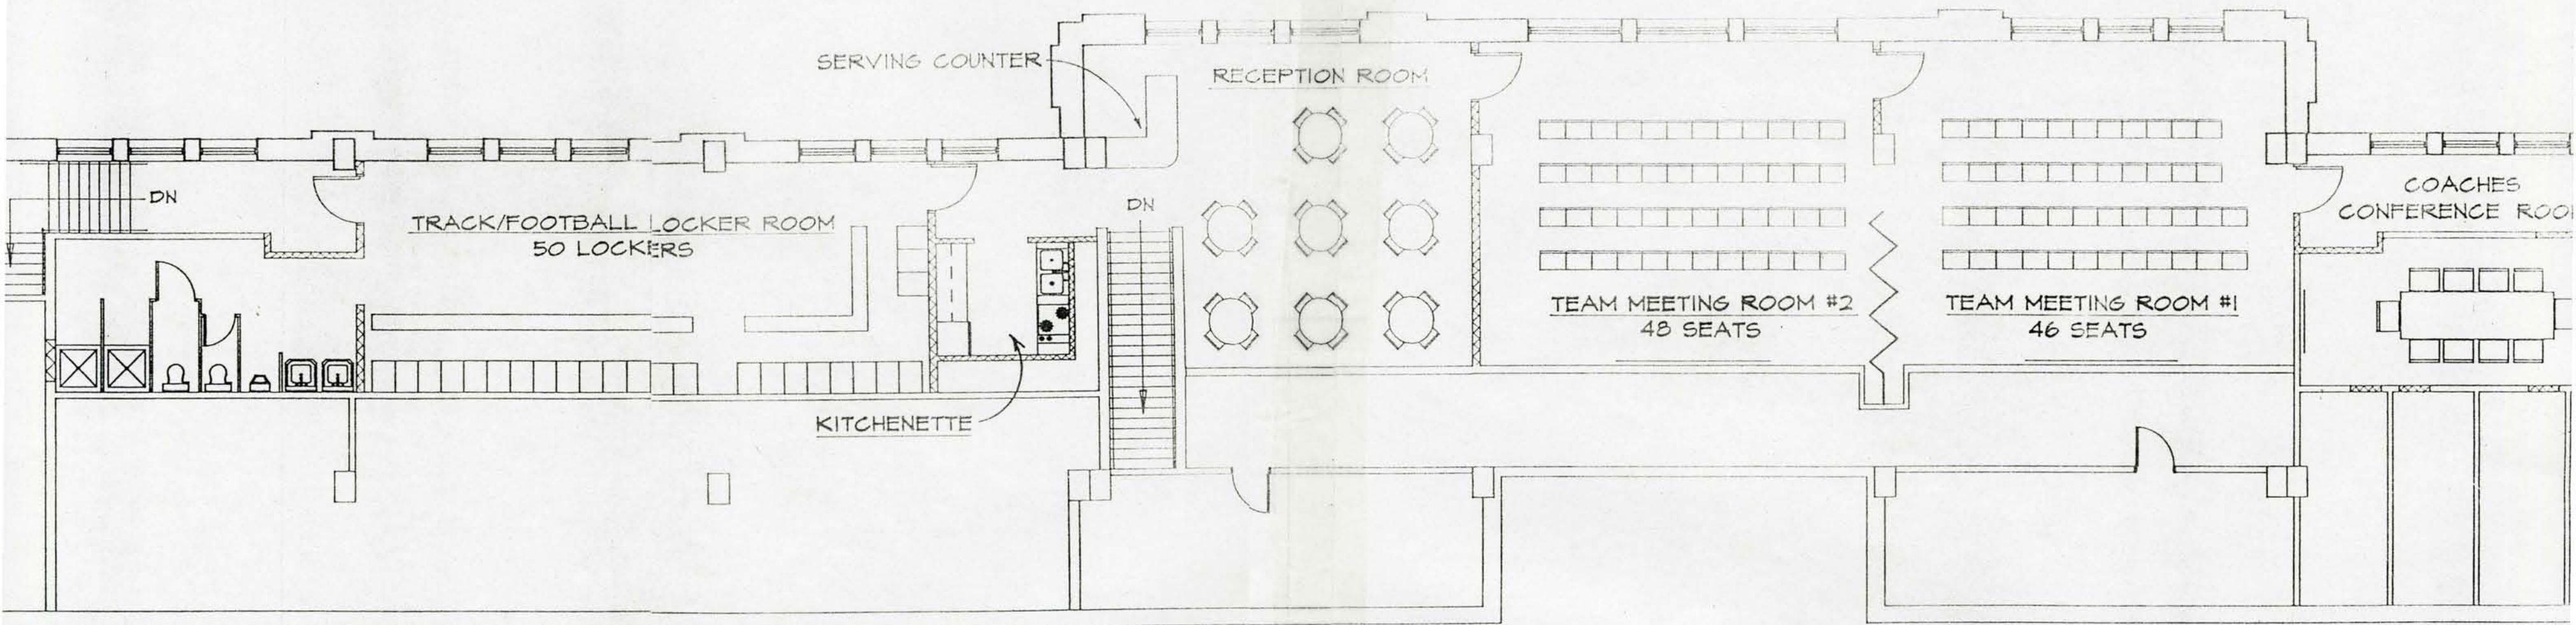 SERVING COUNTER
RECEPTION ROOM
DN
TRACK/FOOTBALL LOCKER ROOM
50 LOCKERS
DN
COACHES
CONFERENCE ROO
TEAM MEETING ROOM #2
48 SEATS
TEAM MEETING ROOM #1
46 SEATS
KITCHENETTE